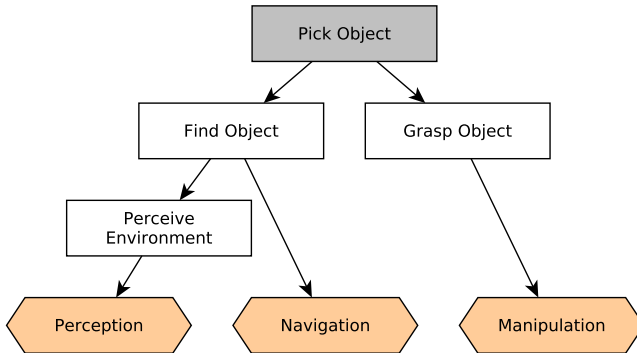 Pick Object
Find Object
Grasp Object
Perceive
Environment
Perception
Navigation
Manipulation